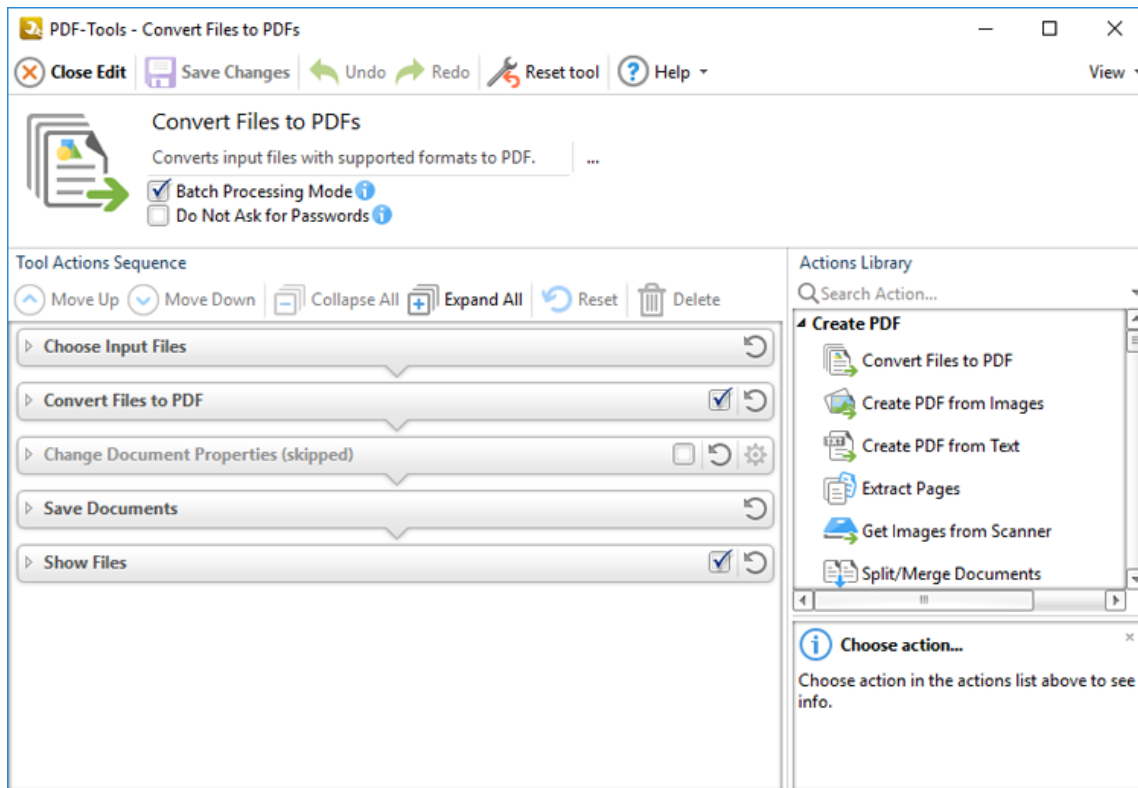 PDF-Tools - Convert Files to PDFs
Close Edit Save Changes Undo Redo Reset tool ? Help View
Convert Files to PDFs
Converts input files with supported formats to PDF. ...
Batch Processing Mode i
Do Not Ask for Passwords i
Tool Actions Sequence
Move Up Move Down Collapse All Expand All Reset Delete
Choose Input Files
Convert Files to PDF
Change Document Properties (skipped)
Save Documents
Show Files
Actions Library
Search Action...
Create PDF
Convert Files to PDF
Create PDF from Images
TXT Create PDF from Text
Extract Pages
Get Images from Scanner
Split/Merge Documents
i Choose action...
Choose action in the actions list above to see
info.